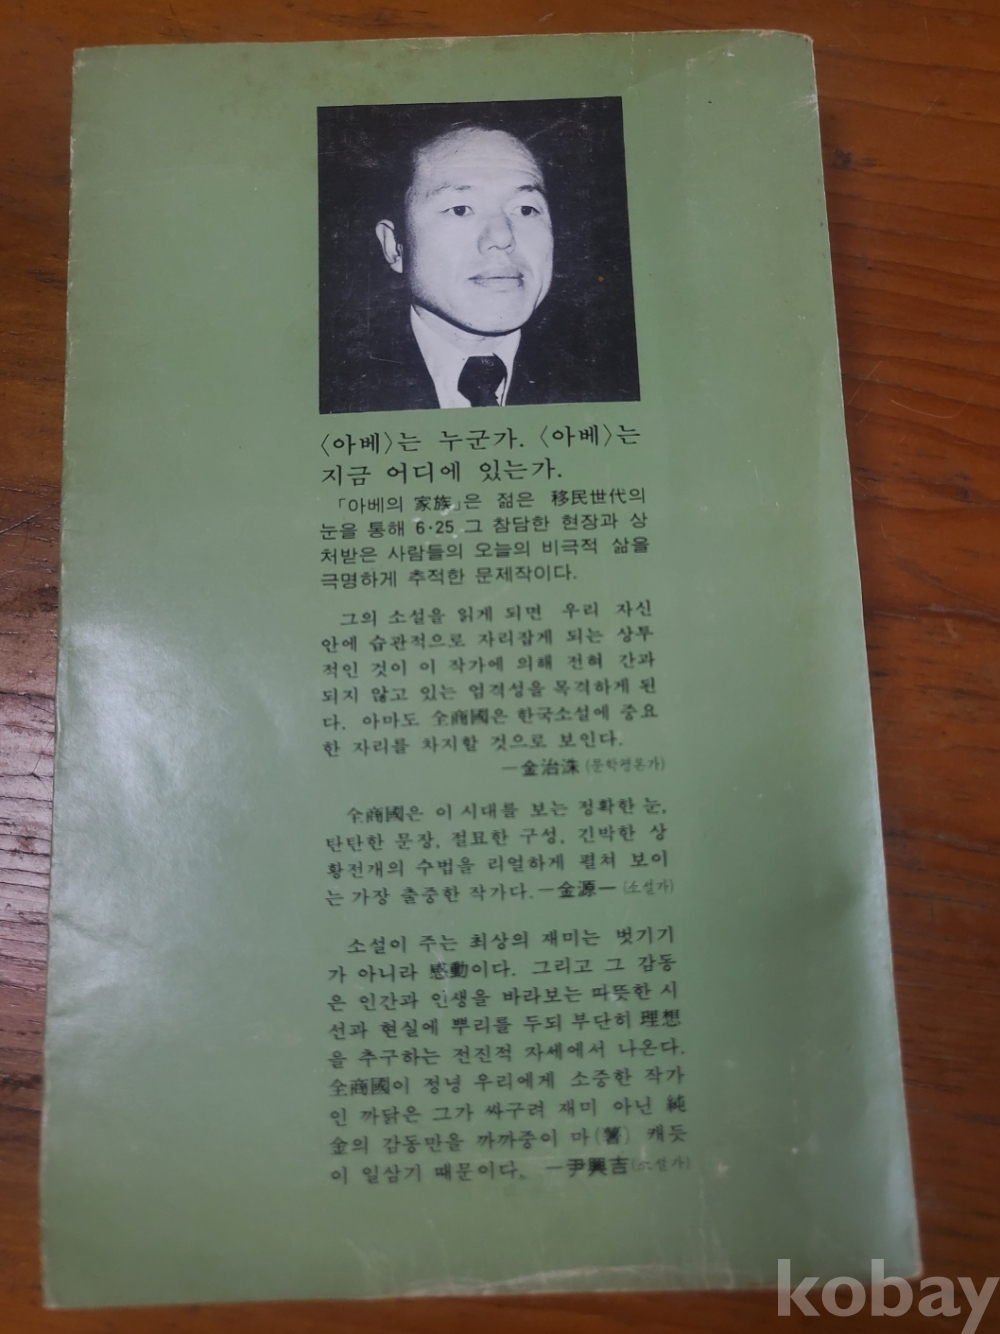 〈아베〉는 누군가. 〈아베〉는
지금 어디에 있는가.
「아베의 家族」은 젊은 移民世代의
눈을 통해 6·25 그 참담한 현장과 상
처받은 사람들의 오늘의 비극적 삶을
극명하게 추적한 문제작이다.
그의 소설을 읽게 되면 우리 자신
안에 습관적으로 자리잡게 되는 상투
적인 것이 이 작가에 의해 전혀 간과
되지 않고 있는 엄격성을 목격하게 된
다. 아마도 全商國은 한국소설에 중요
한 자리를 차지할 것으로 보인다.
—金治洙 (문학평론가)
全商國은 이 시대를 보는 정확한 눈,
탄탄한 문장, 절묘한 구성, 긴박한 상
황전개의 수법을 리얼하게 펼쳐 보이
는 가장 출중한 작가다. —金源一 (소설가)
소설이 주는 최상의 재미는 벗기기
가 아니라 感動이다. 그리고 그 감동
은 인간과 인생을 바라보는 따뜻한 시
선과 현실에 뿌리를 두되 부단히 理想
을 추구하는 전진적 자세에서 나온다.
全商國이 정녕 우리에게 소중한 작가
인 까닭은 그가 싸구려 재미 아닌 純
金의 감동만을 까까중이 마(薯) 캐듯
이 일삼기 때문이다. —尹興吉 (소설가)
kobay